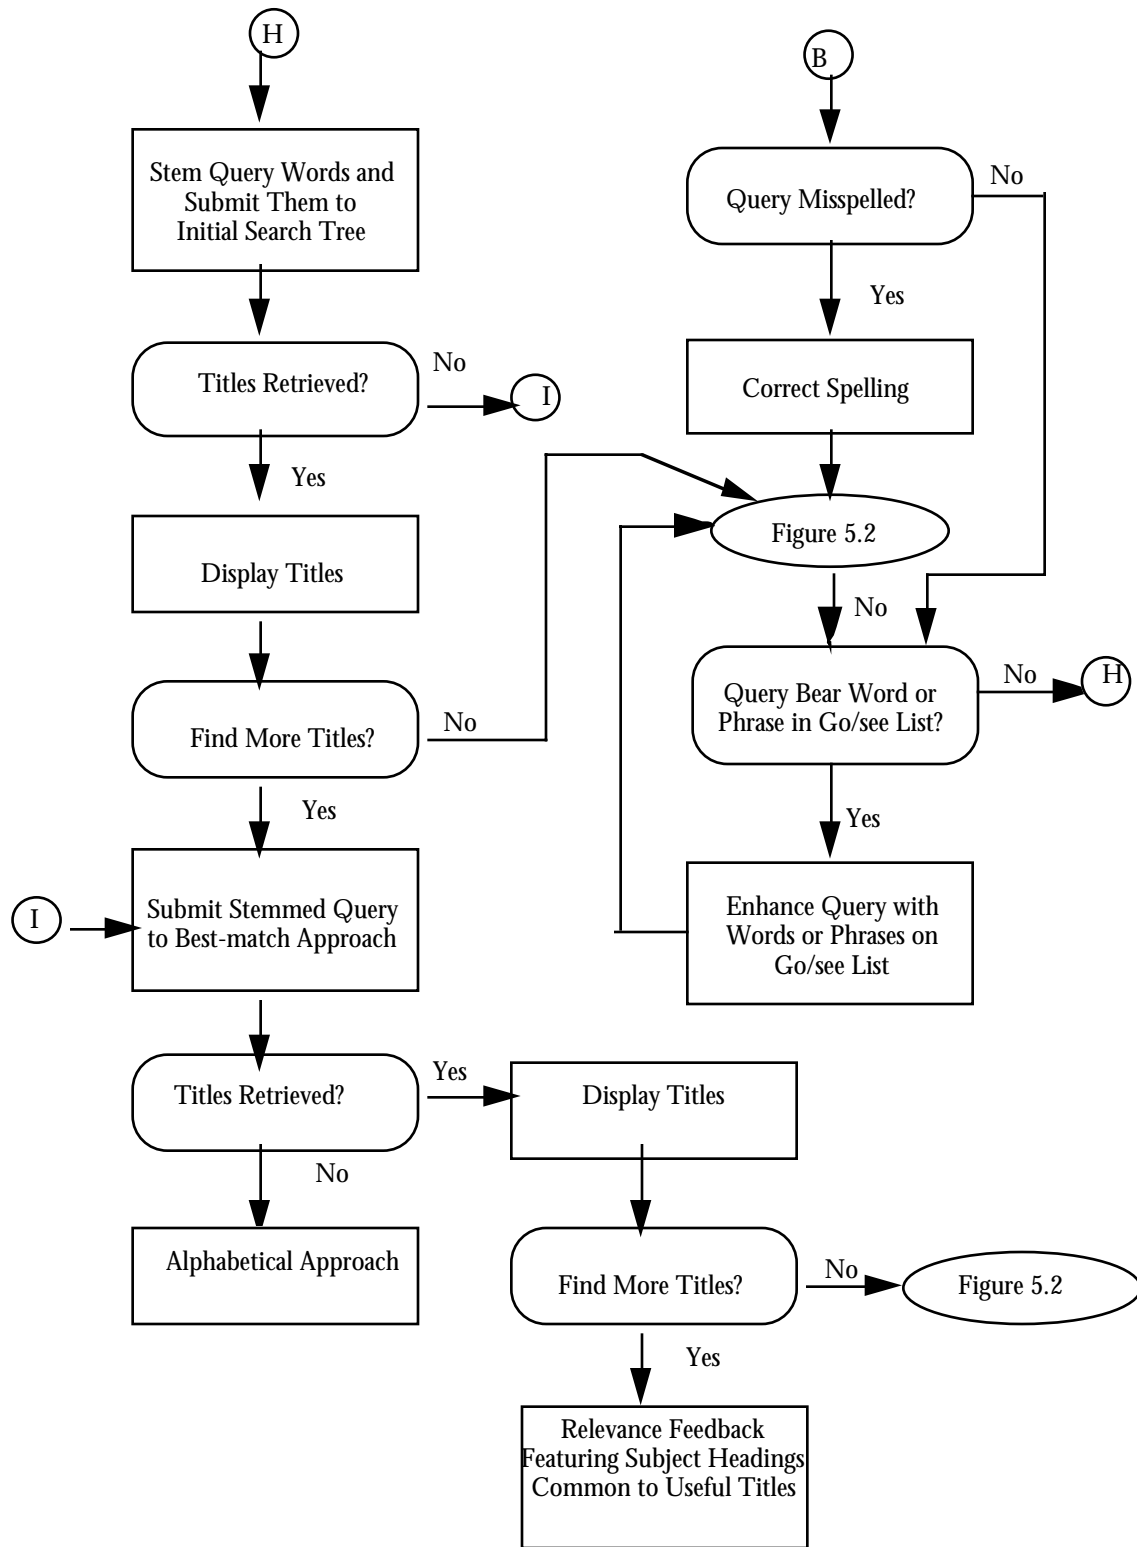 H
Stem Query Words and
Submit Them to
Initial Search Tree
Titles Retrieved?
No
I
Yes
Display Titles
Find More Titles?
No
Yes
I
Submit Stemmed Query
to Best-match Approach
Titles Retrieved?
Yes
No
Alphabetical Approach
Display Titles
Find More Titles?
No
Figure 5.2
Yes
Relevance Feedback
Featuring Subject Headings
Common to Useful Titles
B
Query Misspelled?
No
Yes
Correct Spelling
Figure 5.2
No
Query Bear Word or
Phrase in Go/see List?
No
H
Yes
Enhance Query with
Words or Phrases on
Go/see List